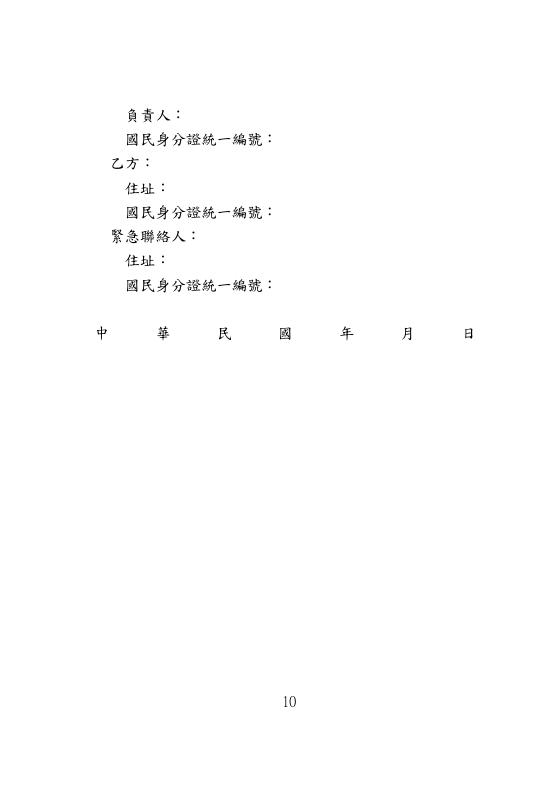 負責人：
國民身分證統一編號：
乙方：
住址：
國民身分證統一編號：
緊急聯絡人：
住址：
國民身分證統一編號：
中 華 民 國 年 月 日
10